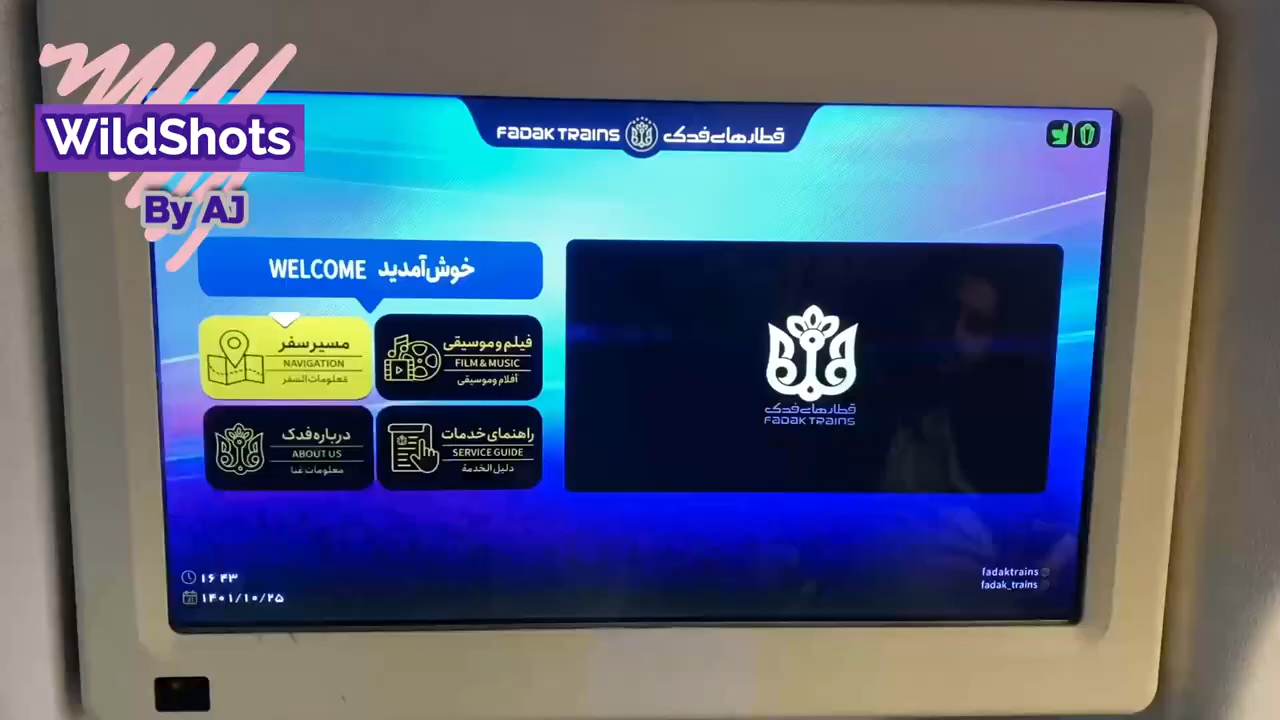 WildShots
By AJ
FADAK TRAINS قطارهای فدک
WELCOME خوش‌آمدید
مسیر سفر
NAVIGATION
معلومات السفر
فیلم و موسیقی
FILM & MUSIC
أفلام وموسيقى
درباره فدک
ABOUT US
معلومات عنا
راهنمای خدمات
SERVICE GUIDE
دليل الخدمة
قطارهای فدک
FADAK TRAINS
۱۶ ۴۳
۱۴۰۱/۱۰/۲۵
fadaktrains
fadak_trains